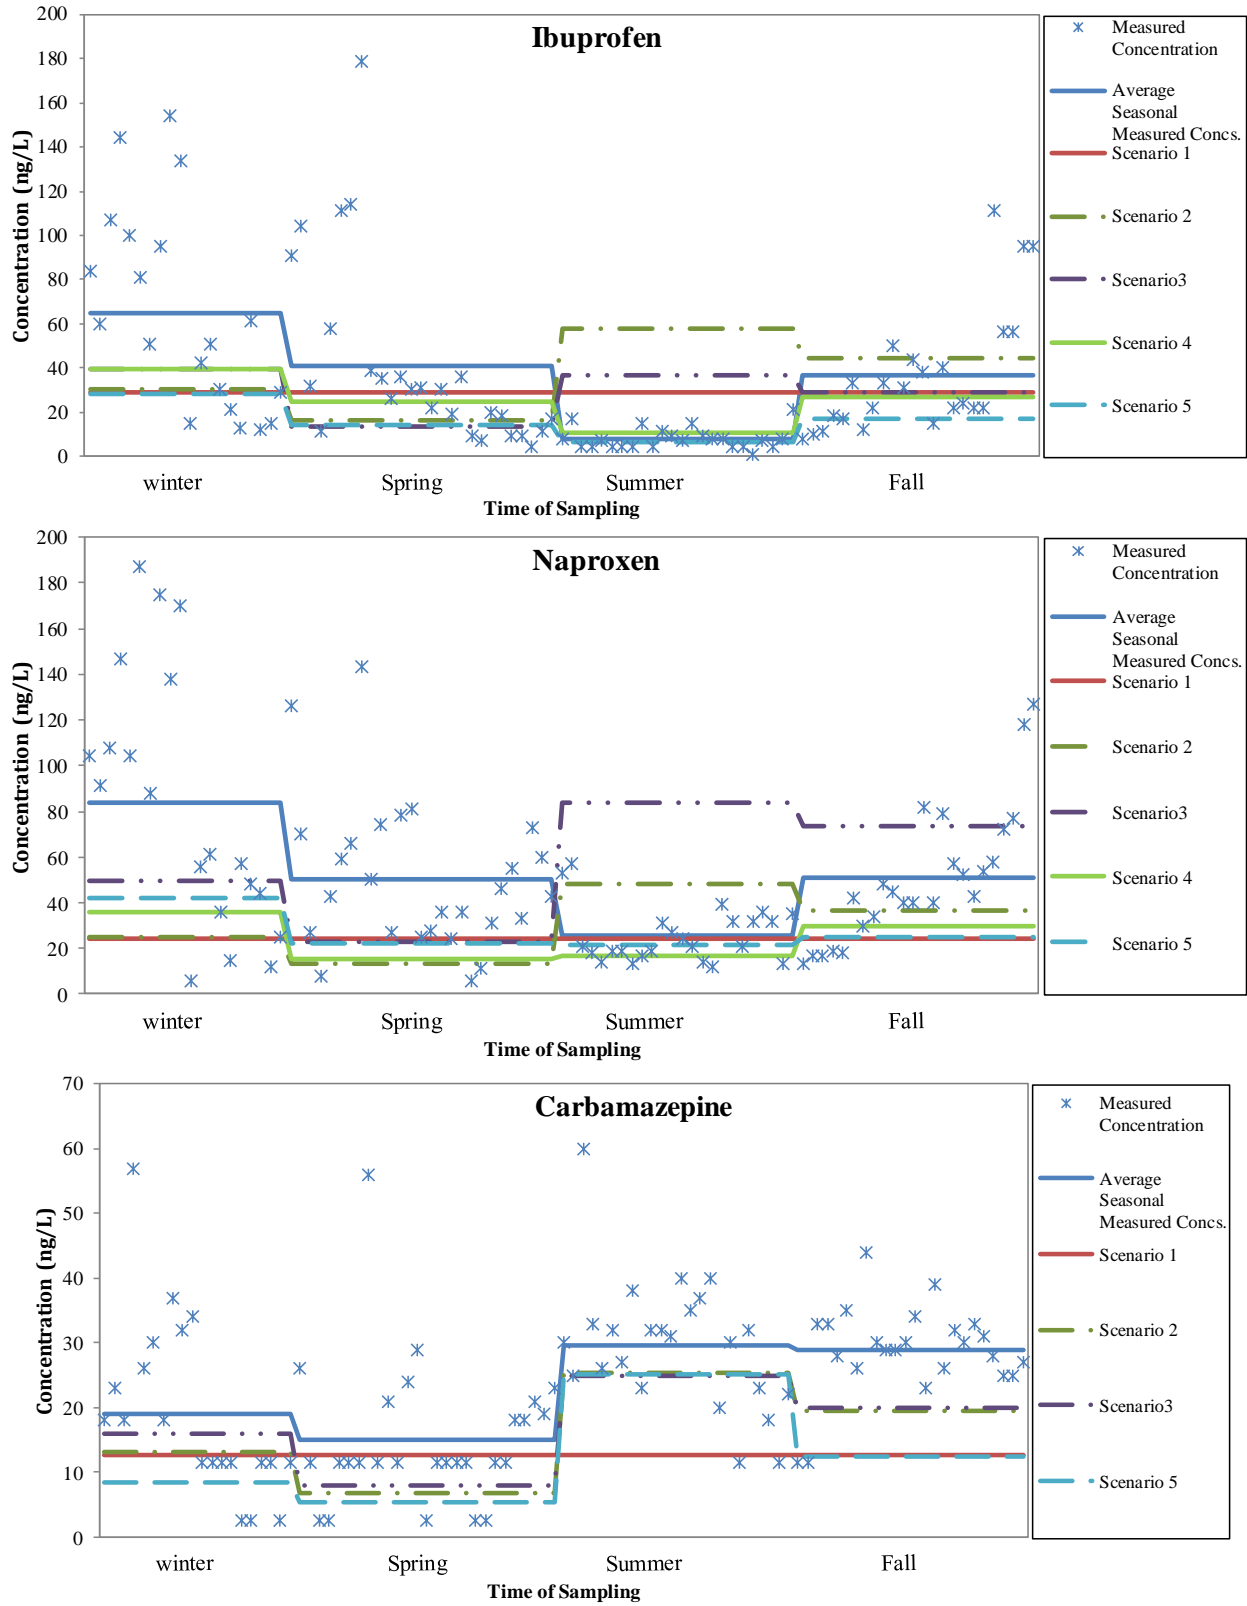 Ibuprofen
200
180
160
140
120
100
80
60
40
20
0
Concentration (ng/L)
winter Spring Summer Fall
Time of Sampling
Measured
Concentration
Average
Seasonal
Measured Concs.
Scenario 1
Scenario 2
Scenario3
Scenario 4
Scenario 5
Naproxen
200
180
160
140
120
100
80
60
40
20
0
Concentration (ng/L)
winter Spring Summer Fall
Time of Sampling
Measured
Concentration
Average
Seasonal
Measured Concs.
Scenario 1
Scenario 2
Scenario3
Scenario 4
Scenario 5
Carbamazepine
70
60
50
40
30
20
10
0
Concentration (ng/L)
winter Spring Summer Fall
Time of Sampling
Measured
Concentration
Average
Seasonal
Measured Concs.
Scenario 1
Scenario 2
Scenario3
Scenario 5